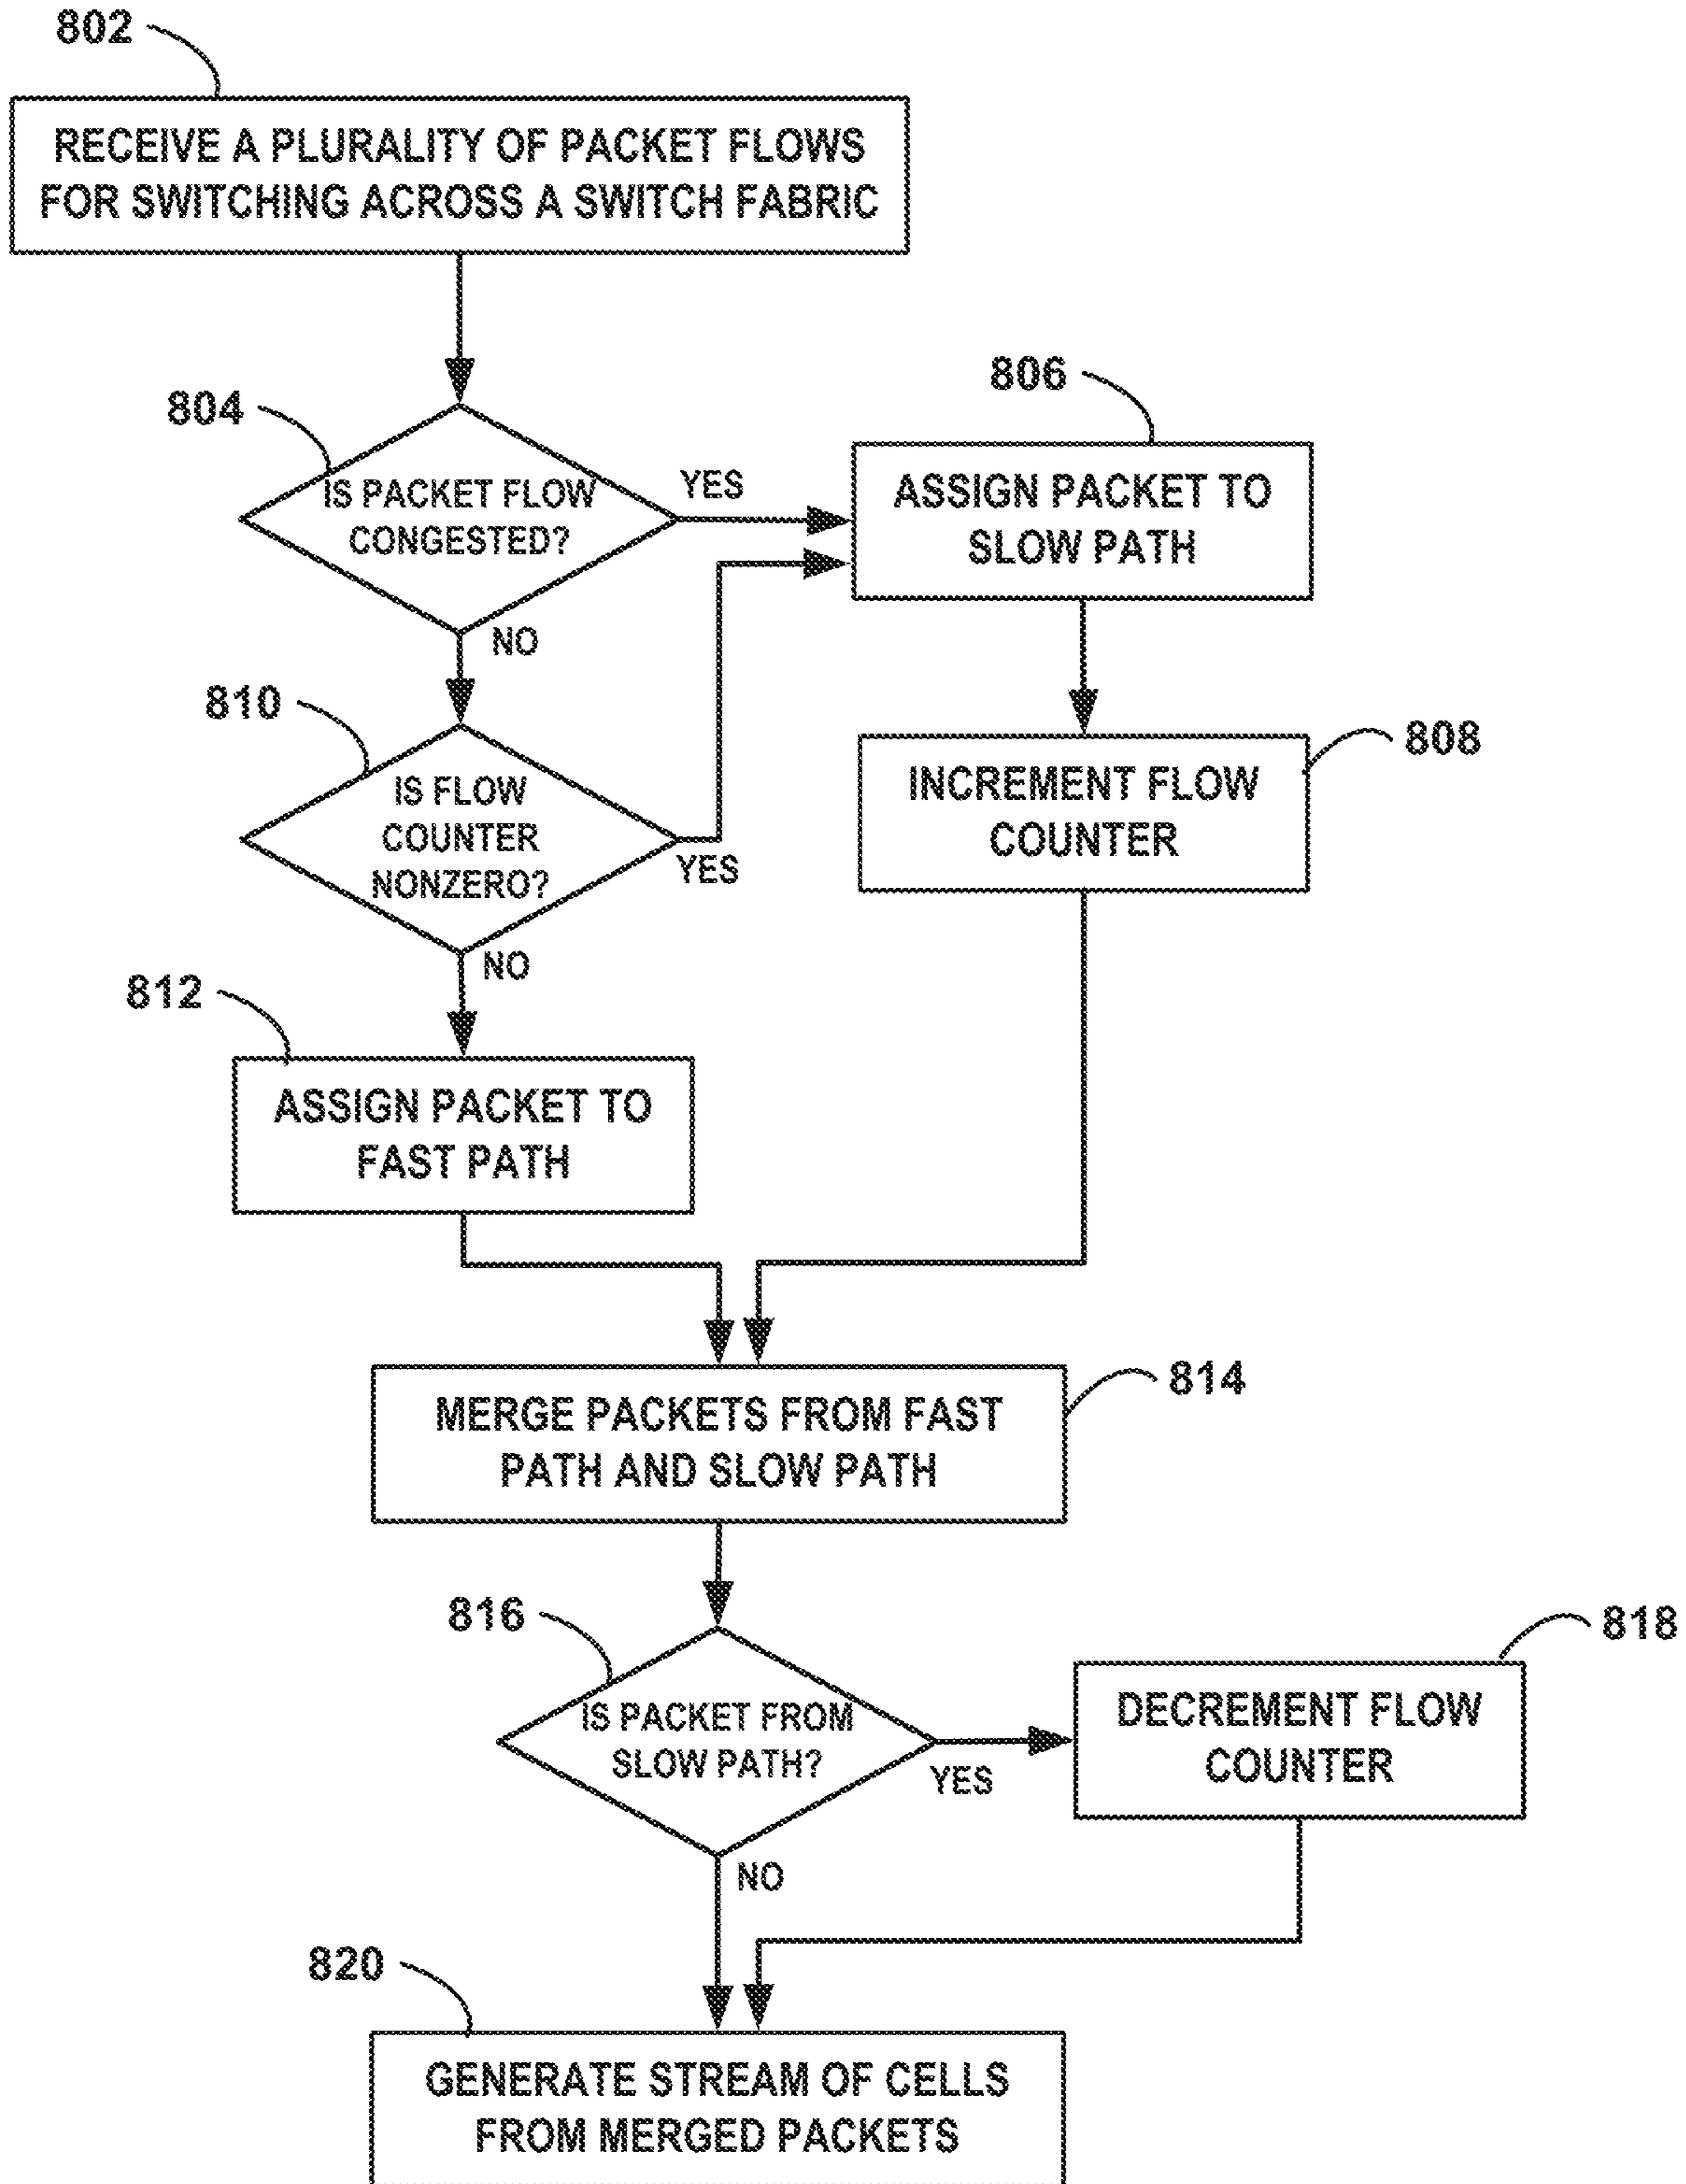 802
RECEIVE A PLURALITY OF PACKET FLOWS
FOR SWITCHING ACROSS A SWITCH FABRIC
804
IS PACKET FLOW
CONGESTED?
YES
NO
806
ASSIGN PACKET TO
SLOW PATH
808
INCREMENT FLOW
COUNTER
810
IS FLOW
COUNTER
NONZERO?
YES
NO
812
ASSIGN PACKET TO
FAST PATH
814
MERGE PACKETS FROM FAST
PATH AND SLOW PATH
816
IS PACKET FROM
SLOW PATH?
YES
NO
818
DECREMENT FLOW
COUNTER
820
GENERATE STREAM OF CELLS
FROM MERGED PACKETS